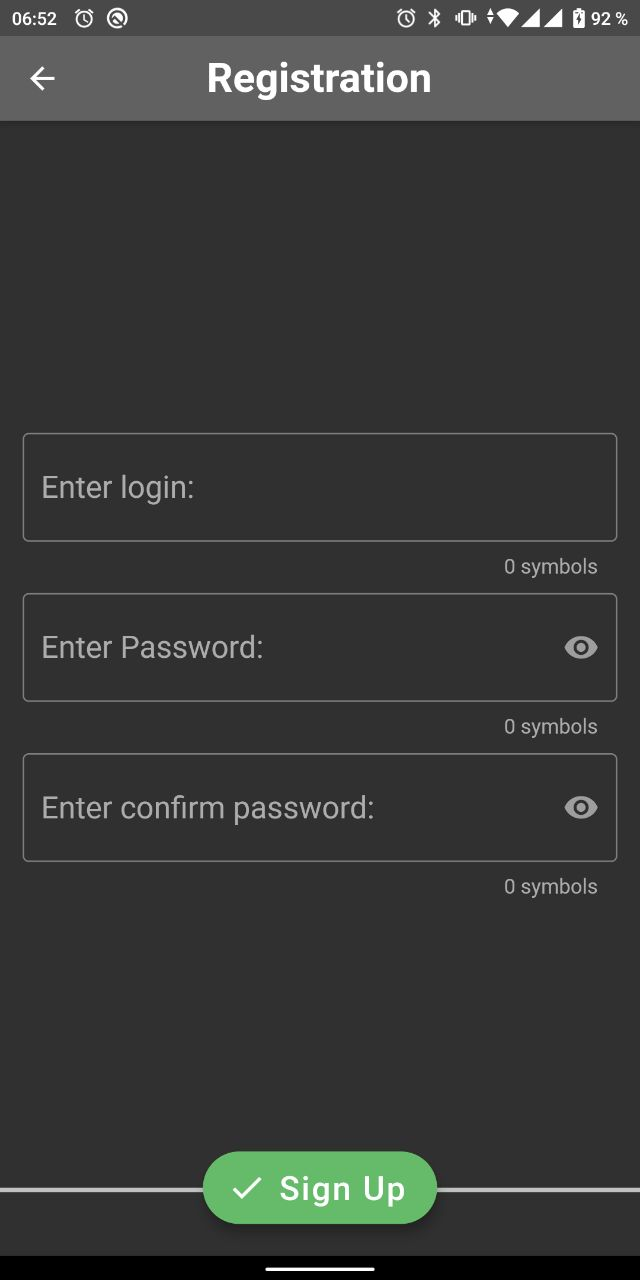 06:52 92 %
Registration
Enter login:
0 symbols
Enter Password:
0 symbols
Enter confirm password:
0 symbols
Sign Up